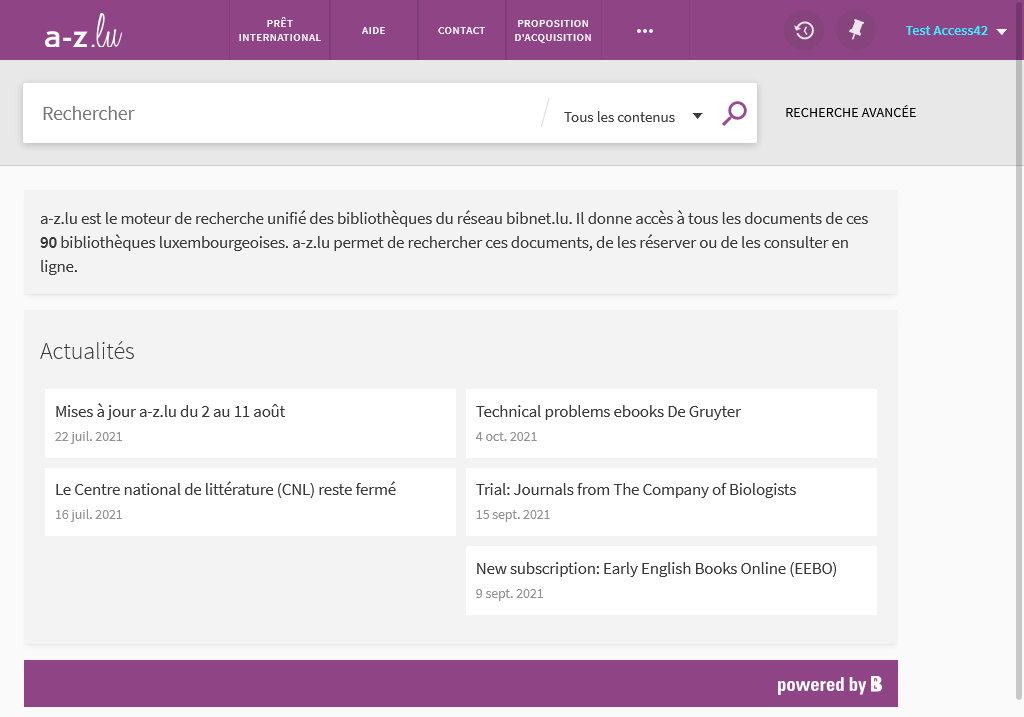 a-z.lu
PRÊT
INTERNATIONAL
AIDE
CONTACT
PROPOSITION
D'ACQUISITION
Test Access42
Rechercher
Tous les contenus
RECHERCHE AVANCÉE
a-z.lu est le moteur de recherche unifié des bibliothèques du réseau bibnet.lu. Il donne accès à tous les documents de ces
90 bibliothèques luxembourgeoises. a-z.lu permet de rechercher ces documents, de les réserver ou de les consulter en
ligne.
Actualités
Mises à jour a-z.lu du 2 au 11 août
22 juil. 2021
Le Centre national de littérature (CNL) reste fermé
16 juil. 2021
Technical problems ebooks De Gruyter
4 oct. 2021
Trial: Journals from The Company of Biologists
15 sept. 2021
New subscription: Early English Books Online (EEBO)
9 sept. 2021
powered by B